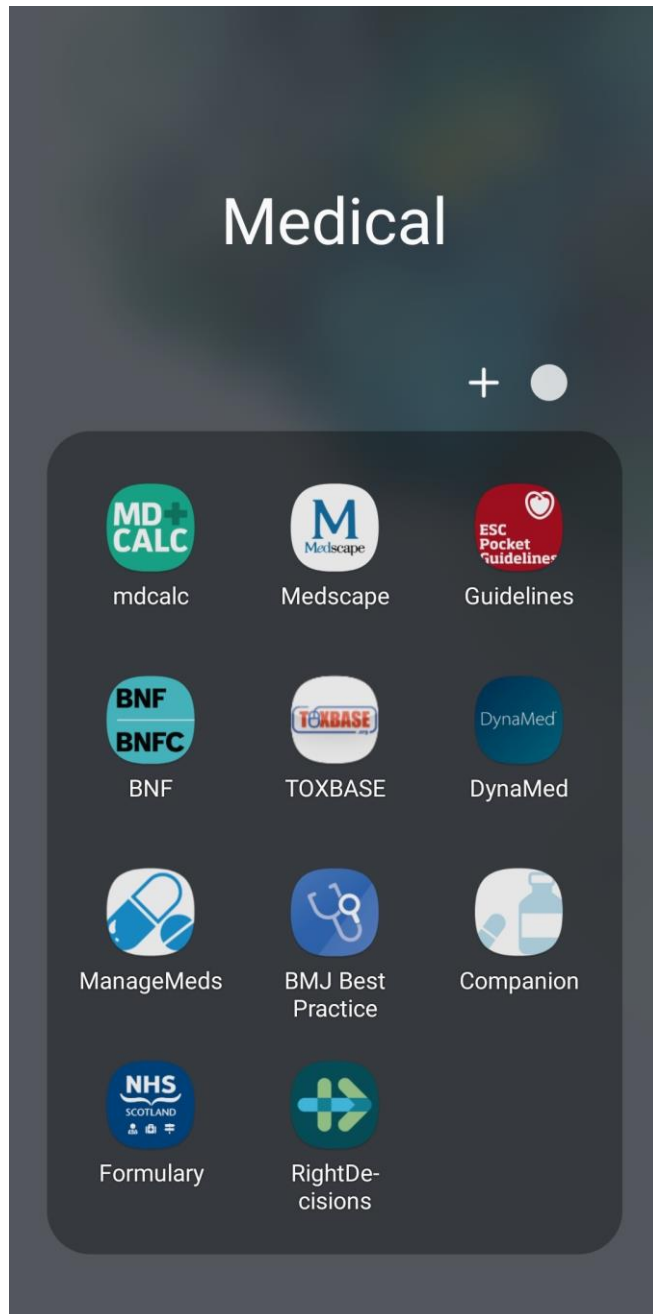 Medical
+
MD+
CALC
mdcalc
M
Medscape
Medscape
ESC
Pocket
Guidelines
Guidelines
BNF
BNFC
BNF
TOXBASE
.org
TOXBASE
DynaMed
DynaMed
ManageMeds
BMJ Best
Practice
Companion
NHS
SCOTLAND
Formulary
RightDe-
cisions